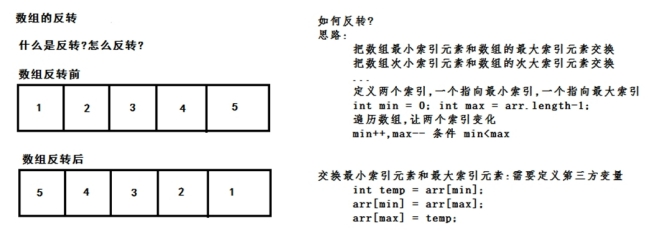 数组的反转
什么是反转?怎么反转?
数组反转前
1 2 3 4 5
数组反转后
5 4 3 2 1
如何反转?
思路:
把数组最小索引元素和数组的最大索引元素交换
把数组次小索引元素和数组的次大索引元素交换
...
定义两个索引,一个指向最小索引,一个指向最大索引
int min = 0; int max = arr.length-1;
遍历数组,让两个索引变化
min++,max-- 条件 min<max
交换最小索引元素和最大索引元素:需要定义第三方变量
int temp = arr[min];
arr[min] = arr[max];
arr[max] = temp;